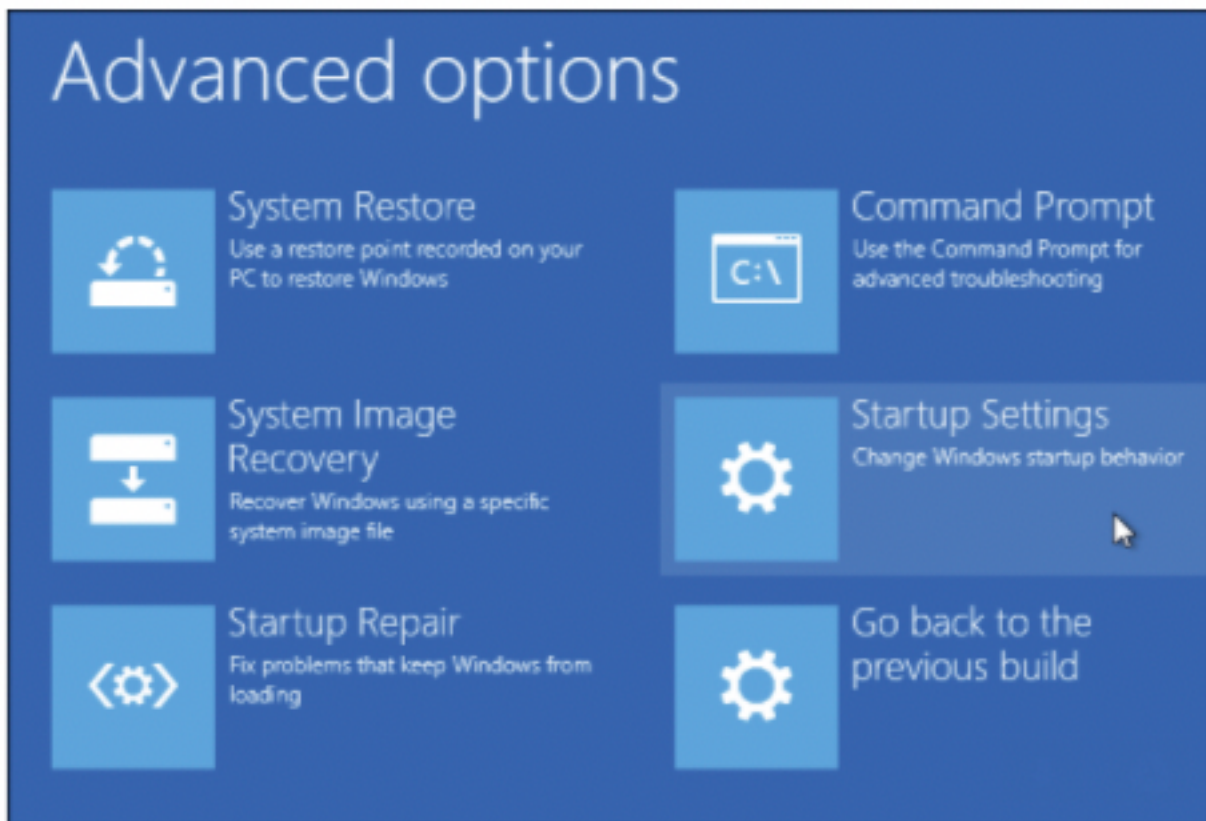 Advanced options
System Restore
Use a restore point recorded on your
PC to restore Windows
System Image
Recovery
Recover Windows using a specific
system image file
Startup Repair
Fix problems that keep Windows from
loading
Command Prompt
Use the Command Prompt for
advanced troubleshooting
C:\
Startup Settings
Change Windows startup behavior
Go back to the
previous build